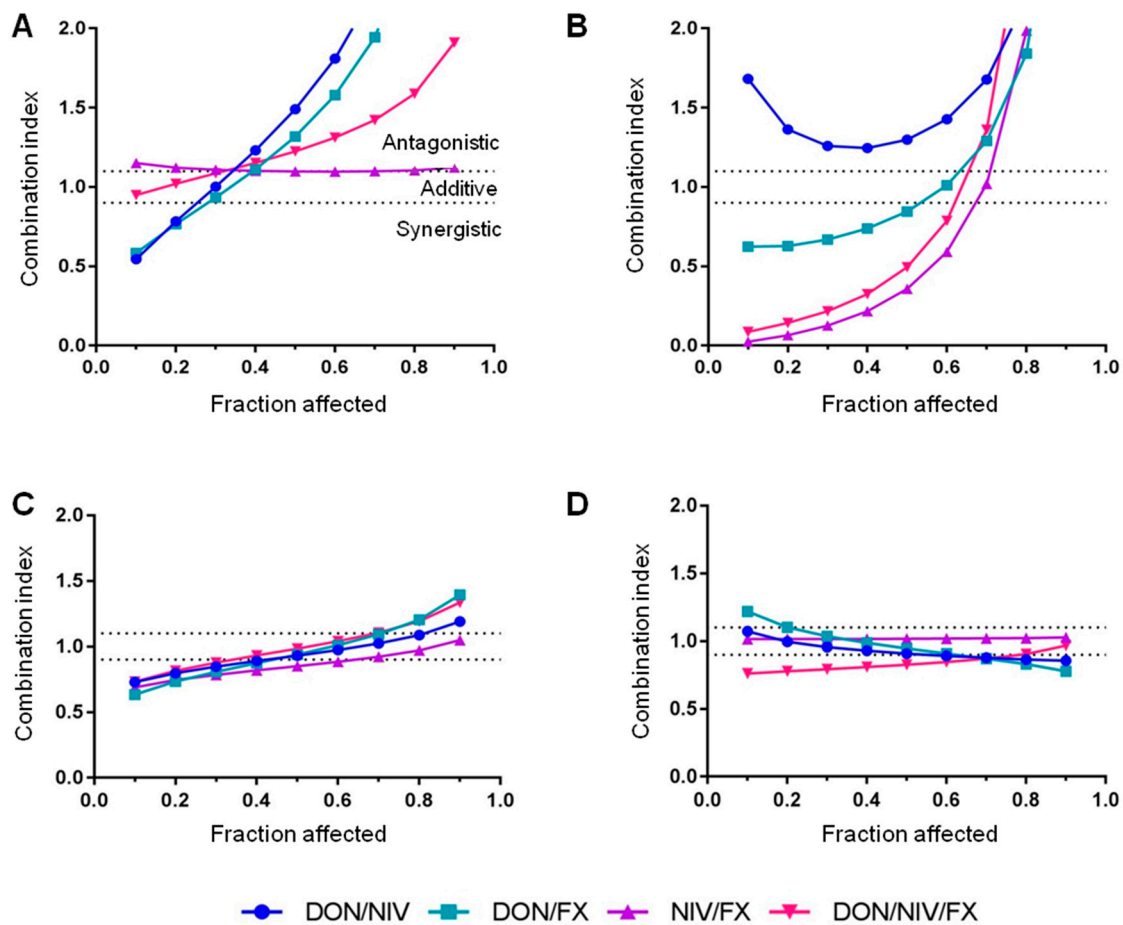 A
B
2.0
1.5
1.0
0.5
0.0
Combination index
Antagonistic
Additive
Synergistic
0.0 0.2 0.4 0.6 0.8 1.0
Fraction affected
2.0
1.5
1.0
0.5
0.0
Combination index
0.0 0.2 0.4 0.6 0.8 1.0
Fraction affected
C
D
2.0
1.5
1.0
0.5
0.0
Combination index
0.0 0.2 0.4 0.6 0.8 1.0
Fraction affected
2.0
1.5
1.0
0.5
0.0
Combination index
0.0 0.2 0.4 0.6 0.8 1.0
Fraction affected
DON/NIV DON/FX NIV/FX DON/NIV/FX